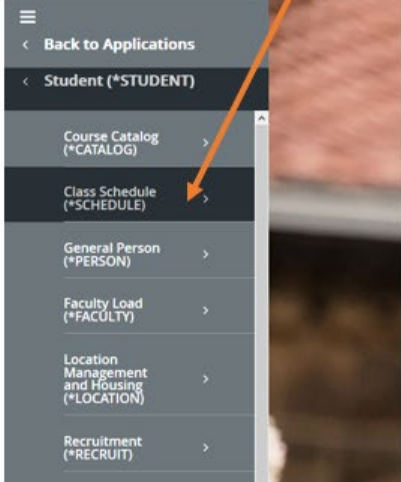 Back to Applications
Student (*STUDENT)
Course Catalog
(*CATALOG)
Class Schedule
(*SCHEDULE)
General Person
(*PERSON)
Faculty Load
(*FACULTY)
Location
Management
and Housing
(*LOCATION)
Recruitment
(*RECRUIT)